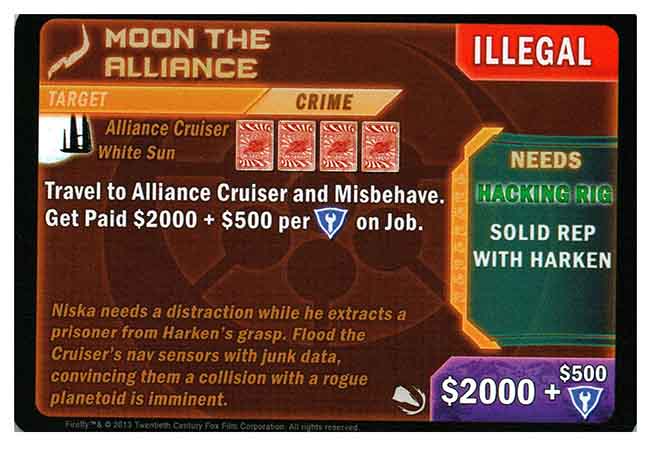 MOON THE
ALLIANCE
ILLEGAL
TARGET
CRIME
Alliance Cruiser
White Sun
Travel to Alliance Cruiser and Misbehave.
Get Paid $2000 + $500 per on Job.
NEEDS
HACKING RIG
SOLID REP
WITH HARKEN
Niska needs a distraction while he extracts a
prisoner from Harken's grasp. Flood the
Cruiser's nav sensors with junk data,
convincing them a collision with a rogue
planetoid is imminent.
$2000 + $500
Firefly™& © 2013 Twentieth Century Fox Film Corporation. All rights reserved.